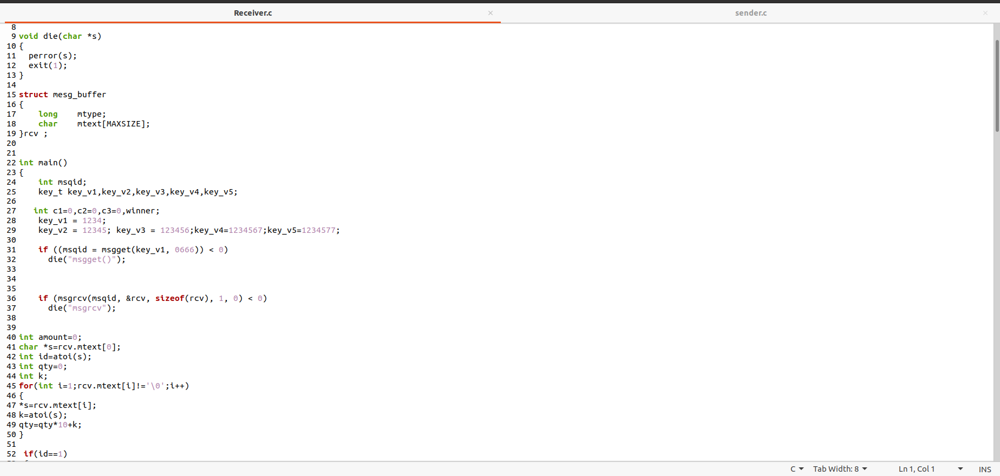 Receiver.c × sender.c ×
8
9 void die(char *s)
10 {
11   perror(s);
12   exit(1);
13 }
14
15 struct mesg_buffer
16 {
17     long    mtype;
18     char    mtext[MAXSIZE];
19 }rcv ;
20
21
22 int main()
23 {
24     int msqid;
25     key_t key_v1,key_v2,key_v3,key_v4,key_v5;
26
27    int c1=0,c2=0,c3=0,winner;
28     key_v1 = 1234;
29     key_v2 = 12345; key_v3 = 123456;key_v4=1234567;key_v5=1234577;
30
31     if ((msqid = msgget(key_v1, 0666)) < 0)
32       die("msgget()");
33
34
35
36     if (msgrcv(msqid, &rcv, sizeof(rcv), 1, 0) < 0)
37       die("msgrcv");
38
39
40 int amount=0;
41 char *s=rcv.mtext[0];
42 int id=atoi(s);
43 int qty=0;
44 int k;
45 for(int i=1;rcv.mtext[i]!='\0';i++)
46 {
47 *s=rcv.mtext[i];
48 k=atoi(s);
49 qty=qty*10+k;
50 }
51
52  if(id==1)
C Tab Width: 8 Ln 1, Col 1 INS